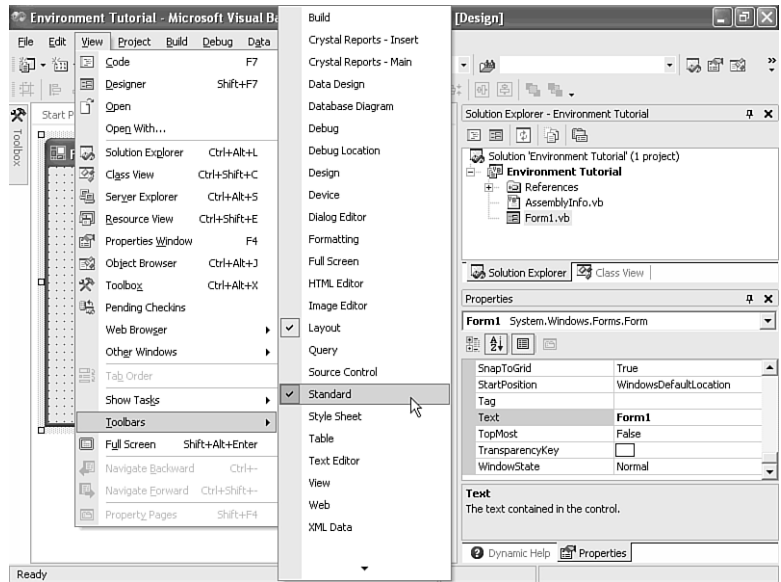 Environment Tutorial - Microsoft Visual Ba
[Design]
File Edit View Project Build Debug Data
Start P
Toolbox
Code F7
Designer Shift+F7
Open
Open With...
Solution Explorer Ctrl+Alt+L
Class View Ctrl+Shift+C
Server Explorer Ctrl+Alt+S
Resource View Ctrl+Shift+E
Properties Window F4
Object Browser Ctrl+Alt+J
Toolbox Ctrl+Alt+X
Pending Checkins
Web Browser
Other Windows
Tab Order
Show Tasks
Toolbars
Full Screen Shift+Alt+Enter
Navigate Backward Ctrl+-
Navigate Forward Ctrl+Shift+-
Property Pages Shift+F4
Build
Crystal Reports - Insert
Crystal Reports - Main
Data Design
Database Diagram
Debug
Debug Location
Design
Device
Dialog Editor
Formatting
Full Screen
HTML Editor
Image Editor
Layout
Query
Source Control
Standard
Style Sheet
Table
Text Editor
View
Web
XML Data
Solution Explorer - Environment Tutorial
Solution 'Environment Tutorial' (1 project)
Environment Tutorial
References
AssemblyInfo.vb
Form1.vb
Solution Explorer Class View
Properties
Form1 System.Windows.Forms.Form
SnapToGrid True
StartPosition WindowsDefaultLocation
Tag
Text Form1
TopMost False
TransparencyKey
WindowState Normal
Text
The text contained in the control.
Dynamic Help Properties
Ready